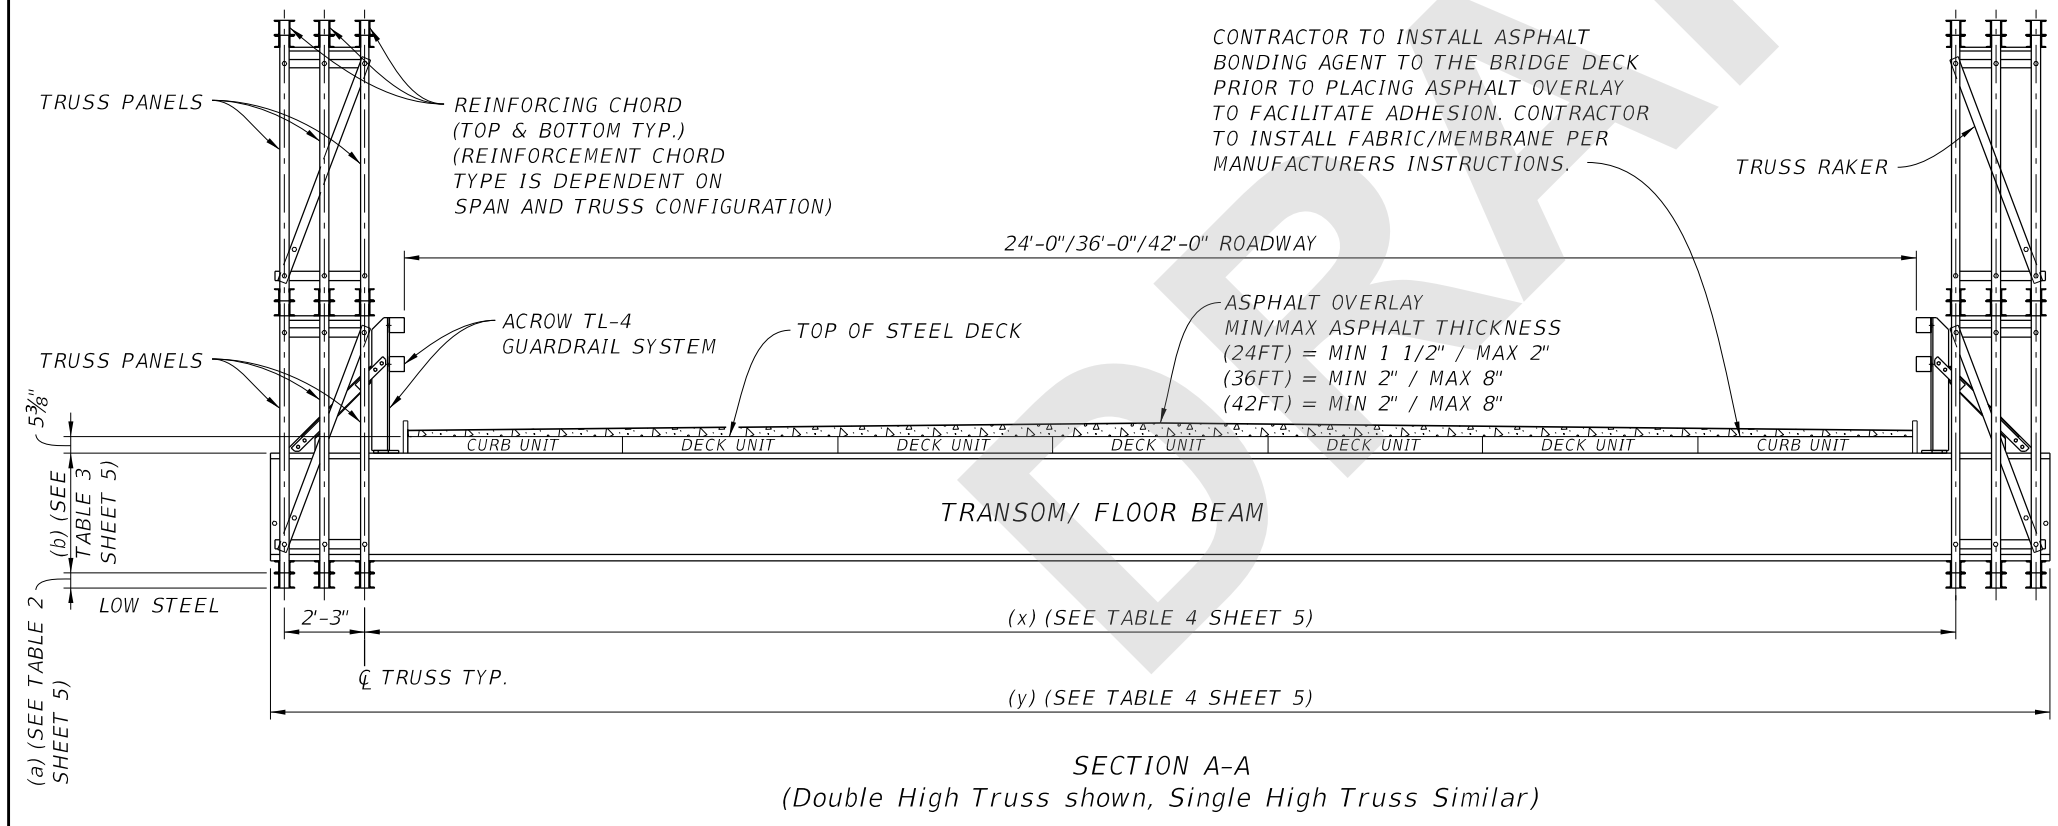 TRUSS PANELS
REINFORCING CHORD
(TOP & BOTTOM TYP.)
(REINFORCEMENT CHORD
TYPE IS DEPENDENT ON
SPAN AND TRUSS CONFIGURATION)
CONTRACTOR TO INSTALL ASPHALT
BONDING AGENT TO THE BRIDGE DECK
PRIOR TO PLACING ASPHALT OVERLAY
TO FACILITATE ADHESION. CONTRACTOR
TO INSTALL FABRIC/MEMBRANE PER
MANUFACTURERS INSTRUCTIONS.
TRUSS RAKER
24'-0"/36'-0"/42'-0" ROADWAY
TRUSS PANELS
ACROW TL-4
GUARDRAIL SYSTEM
TOP OF STEEL DECK
ASPHALT OVERLAY
MIN/MAX ASPHALT THICKNESS
(24FT) = MIN 1 1/2" / MAX 2"
(36FT) = MIN 2" / MAX 8"
(42FT) = MIN 2" / MAX 8"
5⅜"
CURB UNIT
DECK UNIT
DECK UNIT
DECK UNIT
DECK UNIT
DECK UNIT
CURB UNIT
(b) (SEE
TABLE 3
SHEET 5)
TRANSOM/ FLOOR BEAM
(a) (SEE TABLE 2
SHEET 5)
LOW STEEL
2'-3"
(x) (SEE TABLE 4 SHEET 5)
℄ TRUSS TYP.
(y) (SEE TABLE 4 SHEET 5)
SECTION A-A
(Double High Truss shown, Single High Truss Similar)